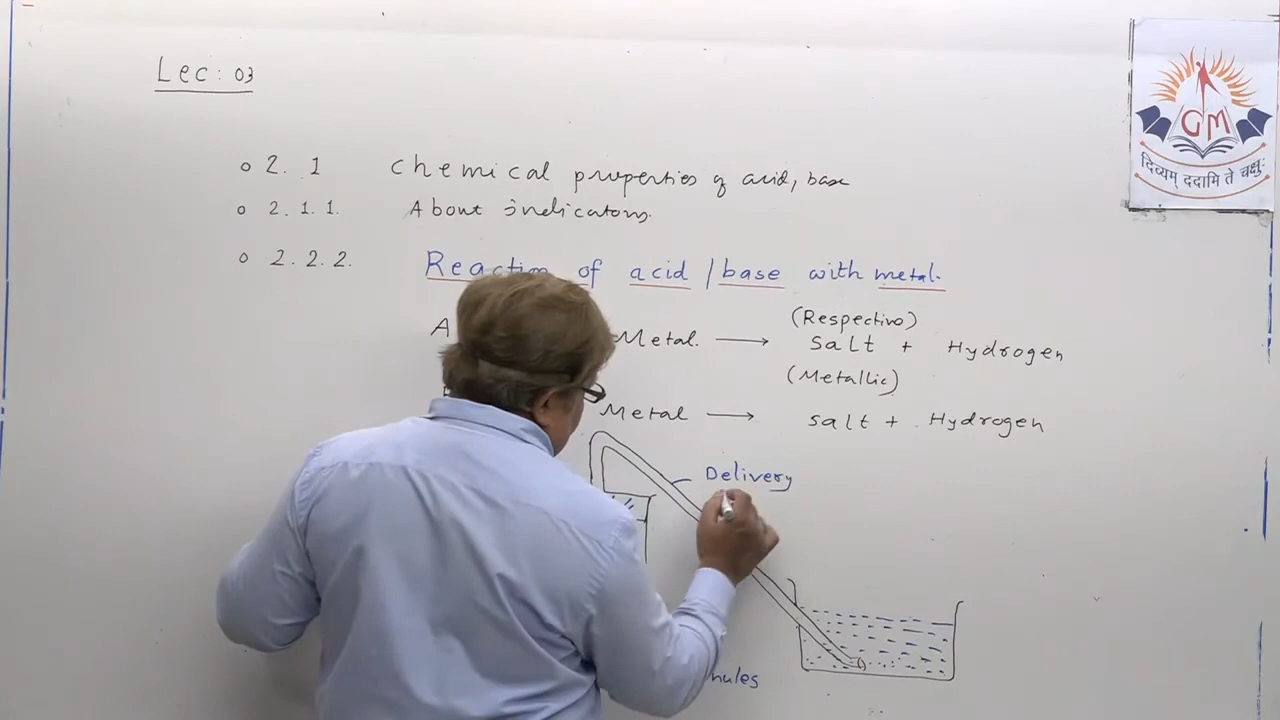 Lec: 03
GM
दिव्यम् ददामि ते चक्षुः
o 2. 1 Chemical properties of acid, base
o 2. 1. 1. About indicators.
o 2. 2. 2. Reaction of acid / base with metal.
(Respective)
A Metal. → Salt + Hydrogen
(Metallic)
Metal → Salt + Hydrogen
Delivery